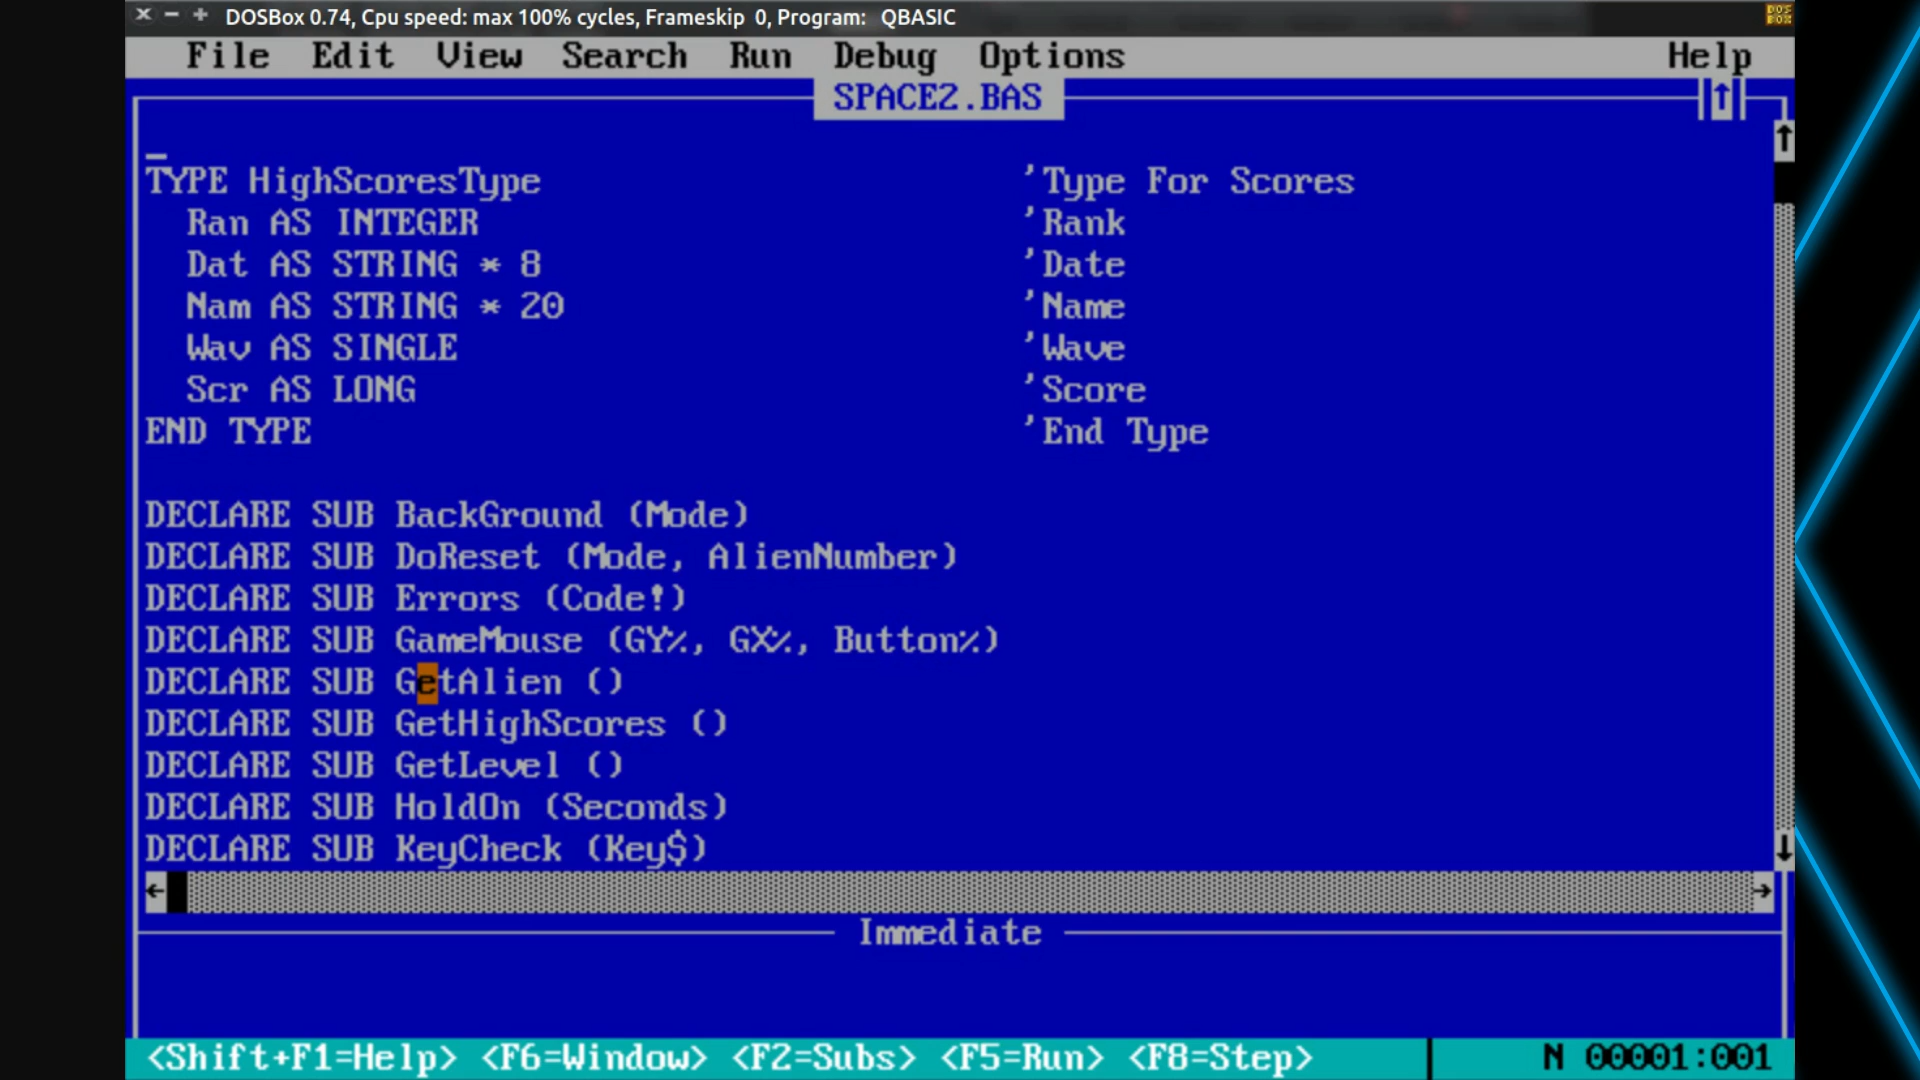 DOSBox 0.74, Cpu speed: max 100% cycles, Frameskip 0, Program: QBASIC
DOS BOX
File Edit View Search Run Debug Options Help
SPACE2.BAS
TYPE HighScoresType 'Type For Scores
Ran AS INTEGER 'Rank
Dat AS STRING * 8 'Date
Nam AS STRING * 20 'Name
Wav AS SINGLE 'Wave
Scr AS LONG 'Score
END TYPE 'End Type
DECLARE SUB BackGround (Mode)
DECLARE SUB DoReset (Mode, AlienNumber)
DECLARE SUB Errors (Code!)
DECLARE SUB GameMouse (GY%, GX%, Button%)
DECLARE SUB GetAlien ()
DECLARE SUB GetHighScores ()
DECLARE SUB GetLevel ()
DECLARE SUB HoldOn (Seconds)
DECLARE SUB KeyCheck (Key$)
Immediate
<Shift+F1=Help> <F6=Window> <F2=Subs> <F5=Run> <F8=Step> N 00001:001